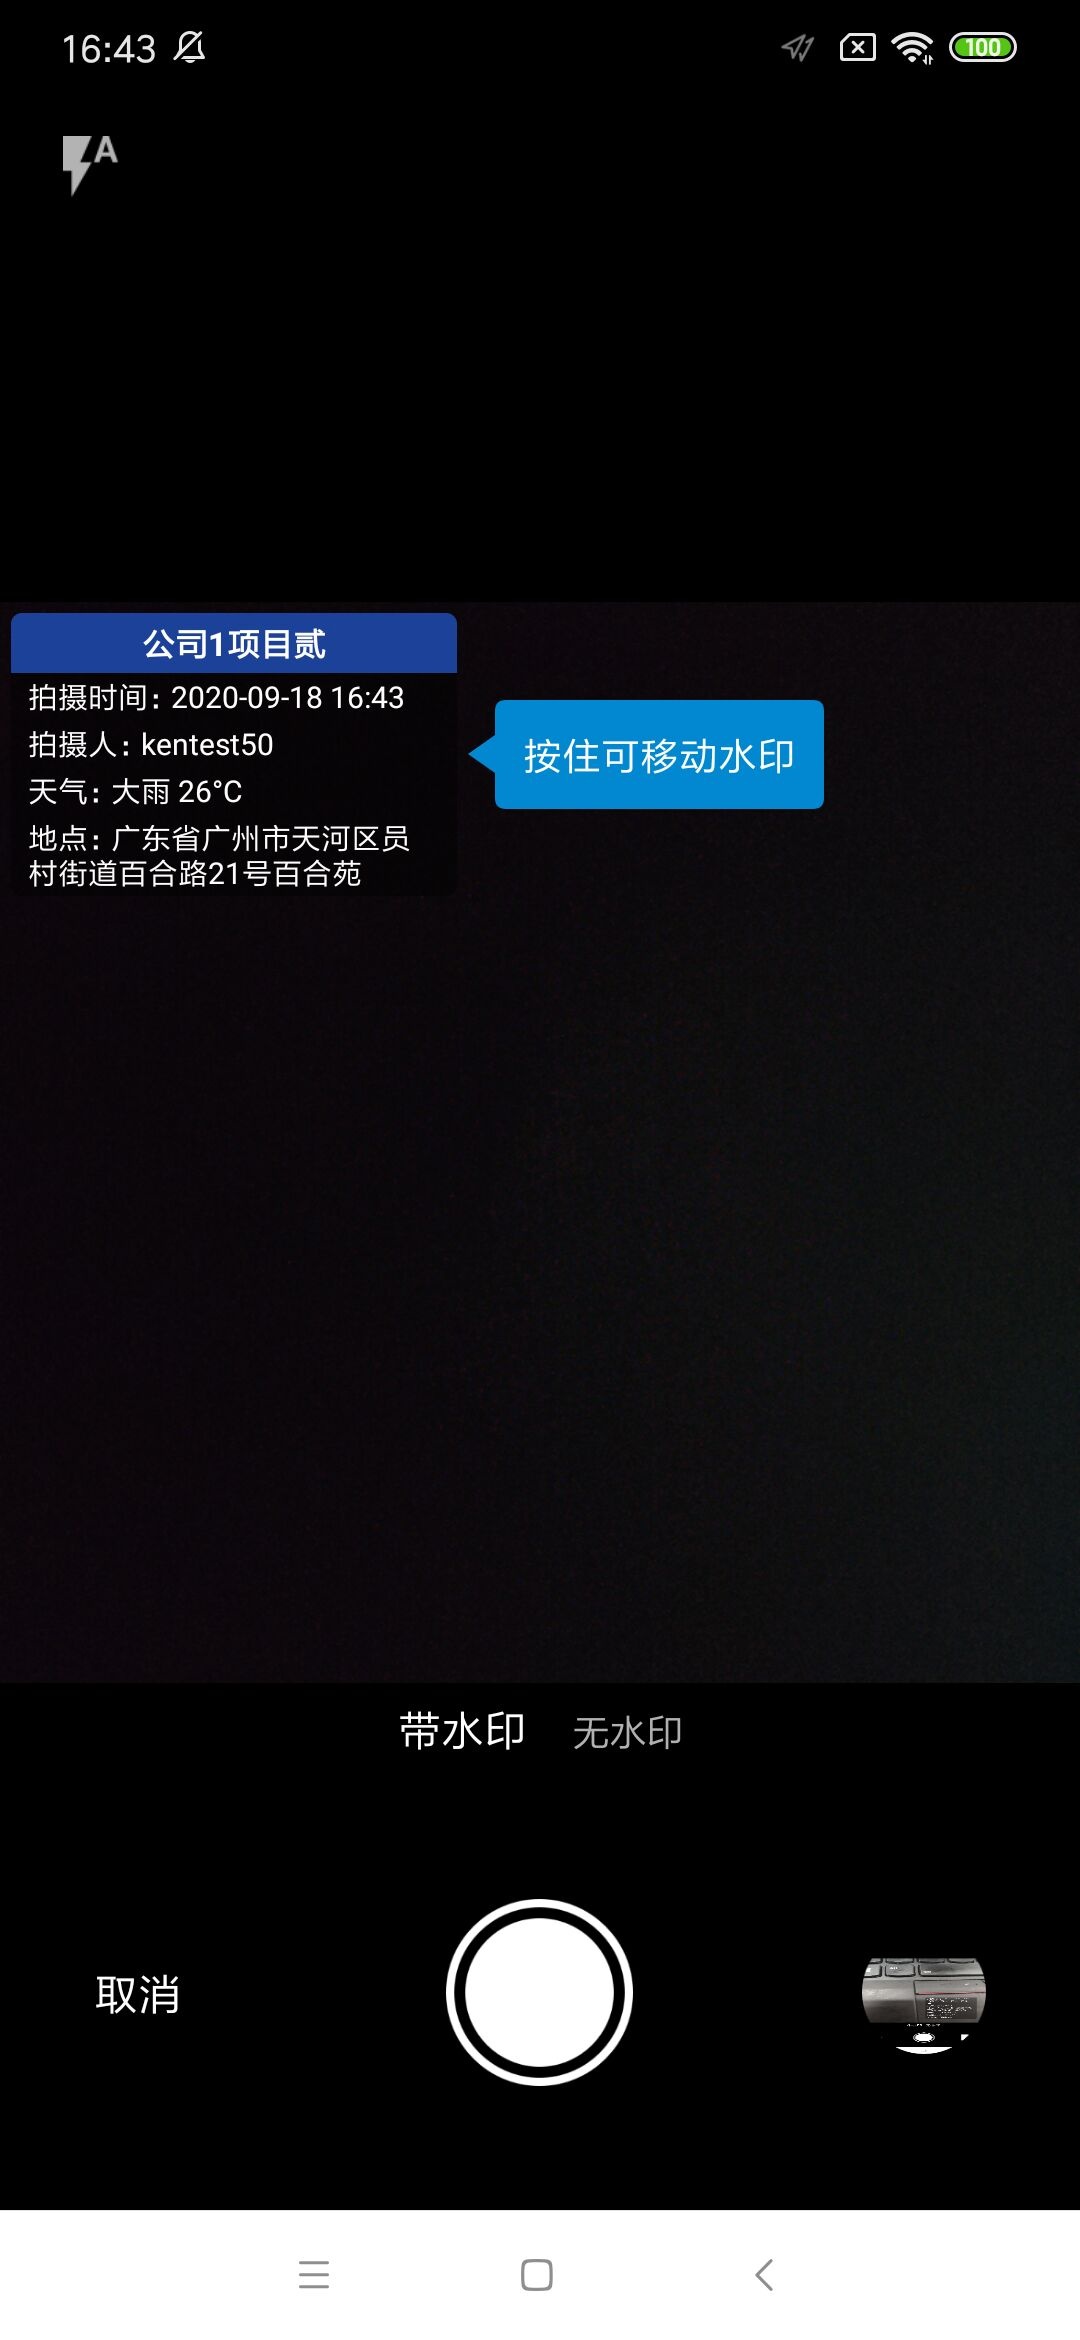 16:43
100
A
公司1项目贰
拍摄时间：2020-09-18 16:43
拍摄人：kentest50
天气：大雨 26°C
地点：广东省广州市天河区员
村街道百合路21号百合苑
按住可移动水印
带水印 无水印
取消